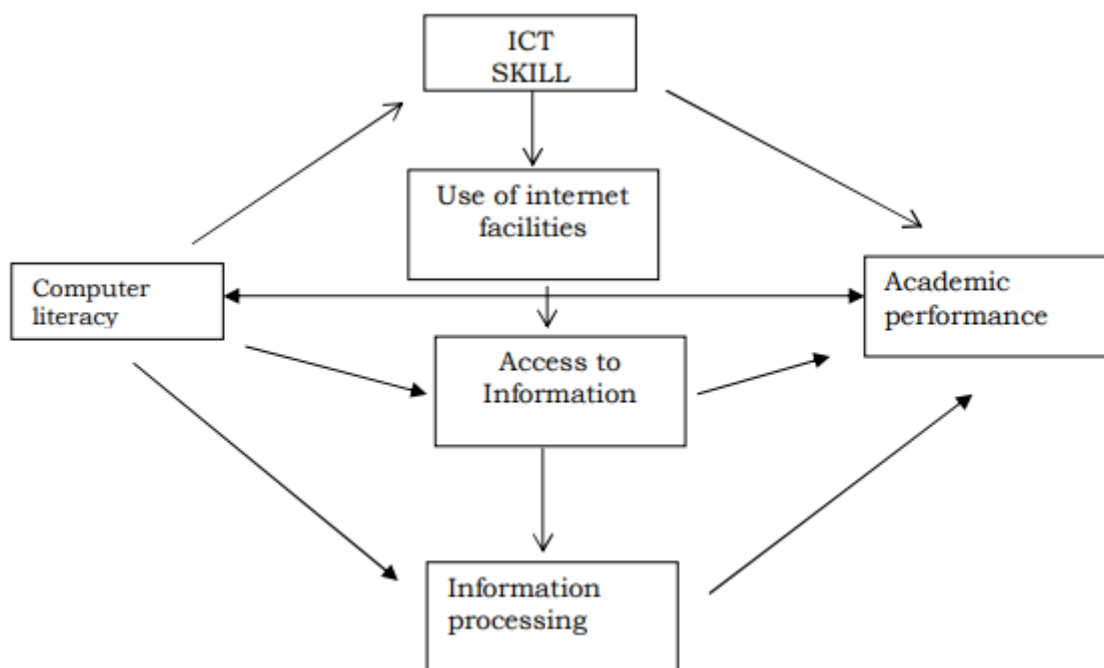 ICT
SKILL
Use of internet
facilities
Computer
literacy
Academic
performance
Access to
Information
Information
processing